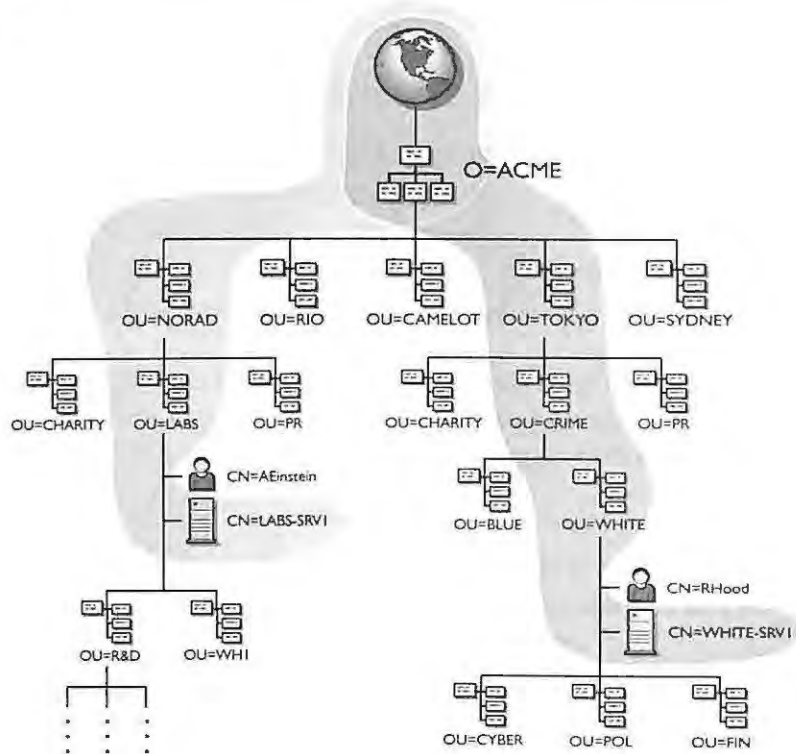 O=ACME
OU=NORAD
OU=RIO
OU=CAMELOT
OU=TOKYO
OU=SYDNEY
OU=CHARITY
OU=LABS
OU=PR
OU=CHARITY
OU=CRIME
OU=PR
CN=AEinstein
CN=LABS-SRV1
OU=BLUE
OU=WHITE
CN=RHood
CN=WHITE-SRV1
OU=R&D
OU=WHI
OU=CYBER
OU=POL
OU=FIN